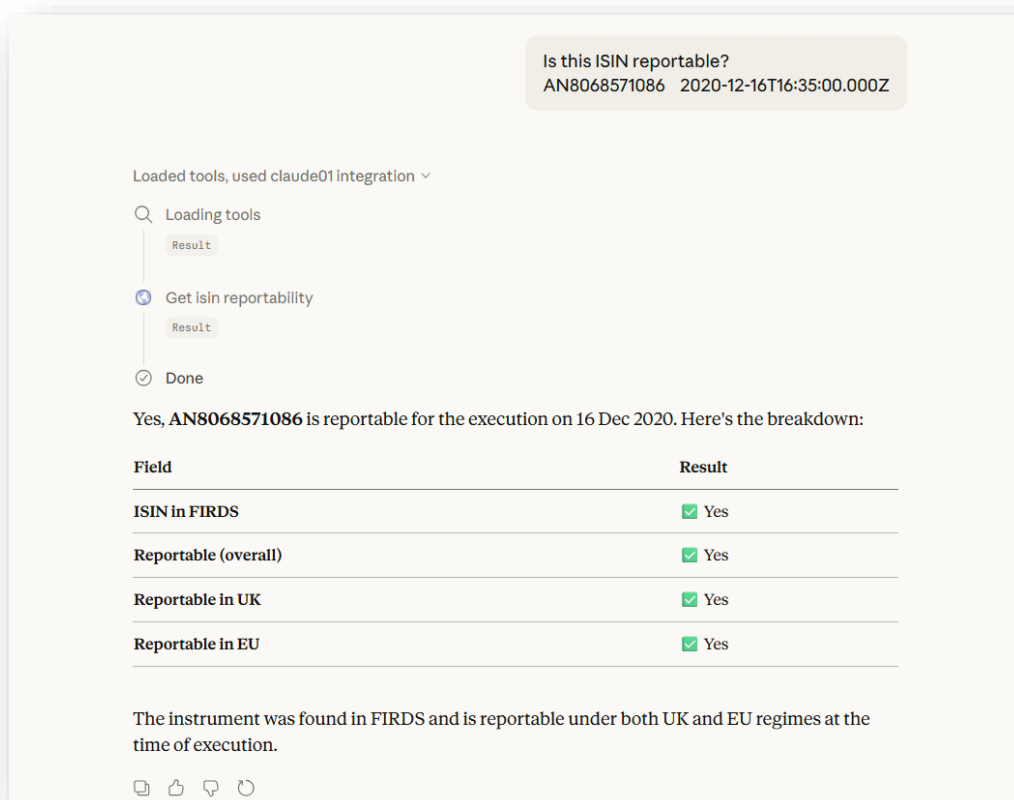 Is this ISIN reportable?
AN8068571086 2020-12-16T16:35:00.000Z
Loaded tools, used claude01 integration
Loading tools
Result
Get isin reportability
Result
Done
Yes, AN8068571086 is reportable for the execution on 16 Dec 2020. Here's the breakdown:
Field Result
ISIN in FIRDS ✅ Yes
Reportable (overall) ✅ Yes
Reportable in UK ✅ Yes
Reportable in EU ✅ Yes
The instrument was found in FIRDS and is reportable under both UK and EU regimes at the
time of execution.